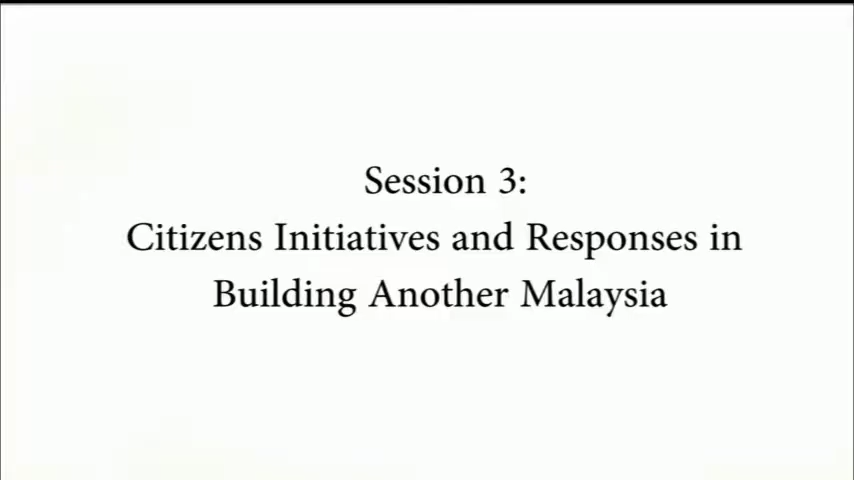 Session 3:
Citizens Initiatives and Responses in
Building Another Malaysia